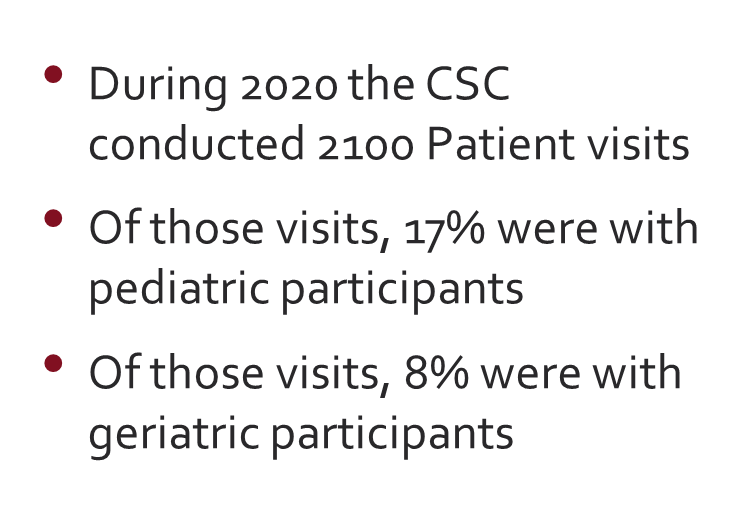 • During 2020 the CSC
conducted 2100 Patient visits
• Of those visits, 17% were with
pediatric participants
• Of those visits, 8% were with
geriatric participants